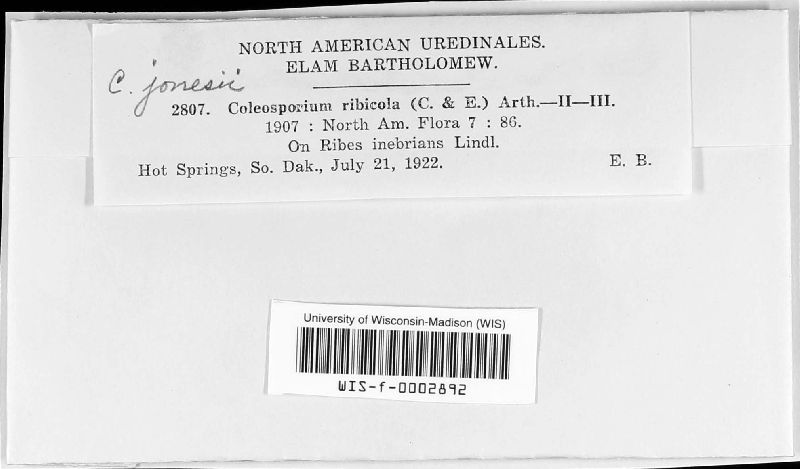 NORTH AMERICAN UREDINALES.
ELAM BARTHOLOMEW.
C. jonesii
2807. Coleosporium ribicola (C. & E.) Arth.—II—III.
1907 : North Am. Flora 7 : 86.
On Ribes inebrians Lindl.
Hot Springs, So. Dak., July 21, 1922. E. B.
University of Wisconsin-Madison (WIS)
WIS-f-0002892